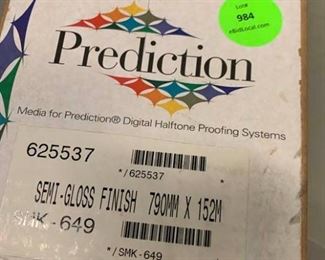 Lot#
984
eBidLocal.com
Prediction
Media for Prediction® Digital Halftone Proofing Systems
625537
*/625537
SEMI-GLOSS FINISH 790MM X 152M
SMK-649
*/SMK-649